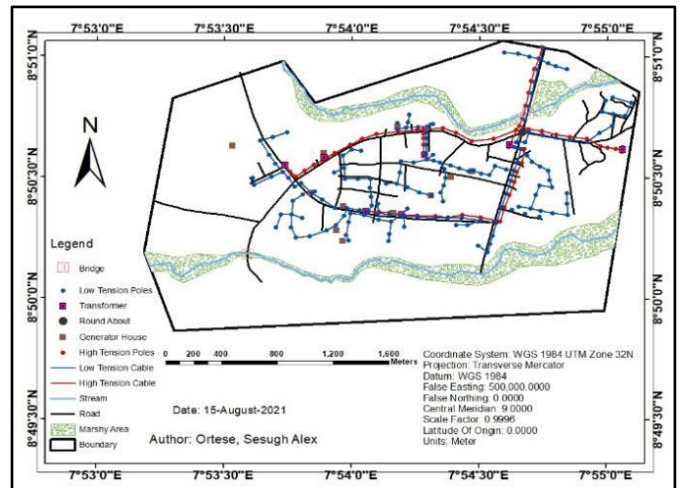 7°53'0"E 7°53'30"E 7°54'0"E 7°54'30"E 7°55'0"E
8°51'0"N
8°51'0"N
N
8°50'30"N
8°50'30"N
Legend
Bridge
Low Tension Poles
Transformer
Round About
Generator House
High Tension Poles
Low Tension Cable
High Tension Cable
Stream
Road
Marshy Area
Boundary
8°50'0"N
8°50'0"N
0 200 400 800 1,200 1,600
Meters
Date: 15-August-2021
Author: Ortese, Sesugh Alex
Coordinate System: WGS 1984 UTM Zone 32N
Projection: Transverse Mercator
Datum: WGS 1984
False Easting: 500,000.0000
False Northing: 0.0000
Central Meridian: 9.0000
Scale Factor: 0.9996
Latitude Of Origin: 0.0000
Units: Meter
8°49'30"N
8°49'30"N
7°53'0"E 7°53'30"E 7°54'0"E 7°54'30"E 7°55'0"E